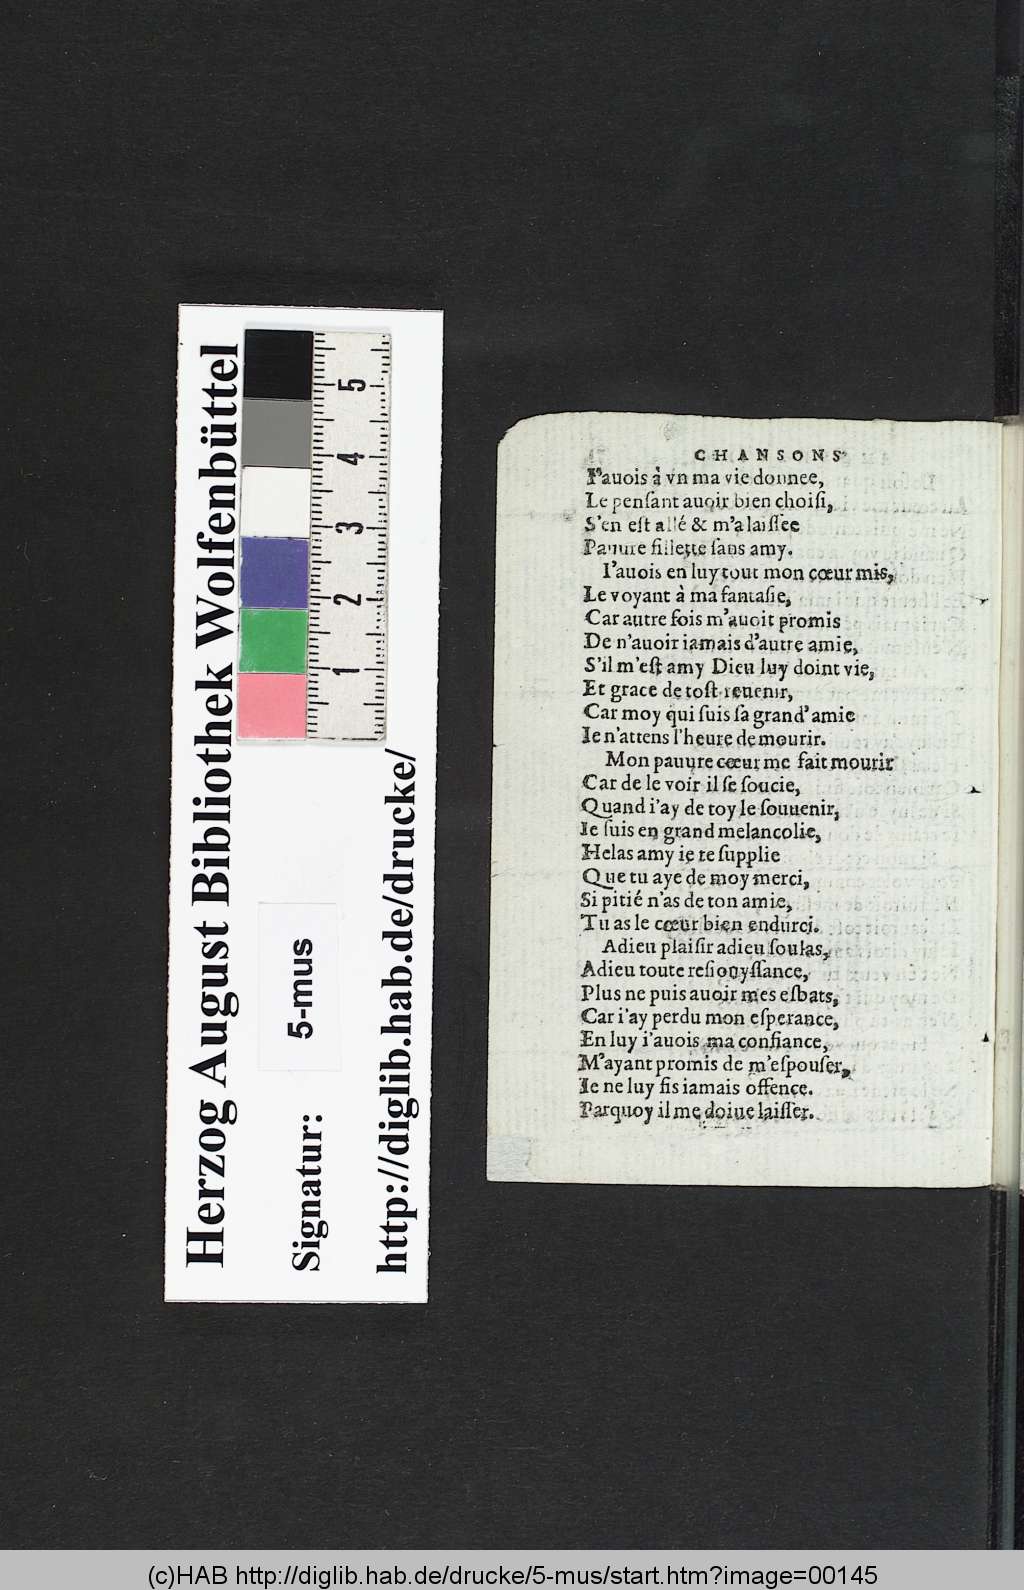 Herzog August Bibliothek Wolfenbüttel
Signatur:
5-mus
http://diglib.hab.de/drucke/
5
4
3
2
1
CHANSONS
I'auois à vn ma vie donnee,
Le penſant auoir bien choiſi,
S'en eſt allé & m'a laiſſee
Pauure fillette ſans amy.
I'auois en luy tout mon cœur mis,
Le voyant à ma fantaſie,
Car autre fois m'auoit promis
De n'auoir iamais d'autre amie,
S'il m'eſt amy Dieu luy doint vie,
Et grace de toſt reuenir,
Car moy qui ſuis ſa grand' amie
Ie n'attens l'heure de mourir.
Mon pauure cœur me fait mourir
Car de le voir il ſe ſoucie,
Quand i'ay de toy le ſouuenir,
Ie ſuis en grand melancolie,
Helas amy ie te ſupplie
Que tu aye de moy merci,
Si pitié n'as de ton amie,
Tu as le cœur bien endurci.
Adieu plaiſir adieu ſoulas,
Adieu toute reſiouyſſance,
Plus ne puis auoir mes eſbats,
Car i'ay perdu mon eſperance,
En luy i'auois ma confiance,
M'ayant promis de m'eſpouſer,
Ie ne luy fis iamais offence.
Parquoy il me doiue laiſſer.
(c)HAB http://diglib.hab.de/drucke/5-mus/start.htm?image=00145